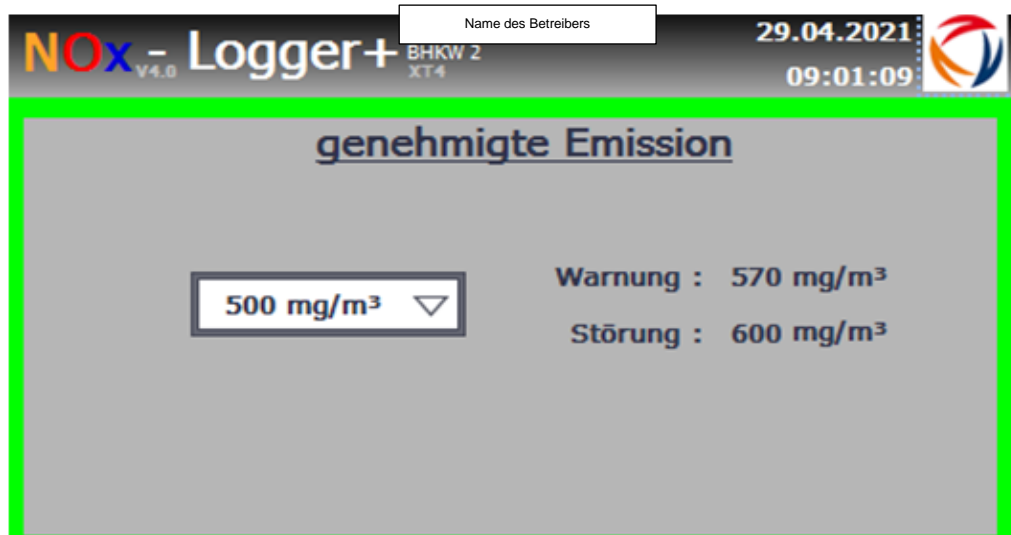 Name des Betreibers
NOx - Logger+ BHKW 2
V4.0 XT4
29.04.2021
09:01:09
genehmigte Emission
500 mg/m³
Warnung : 570 mg/m³
Störung : 600 mg/m³